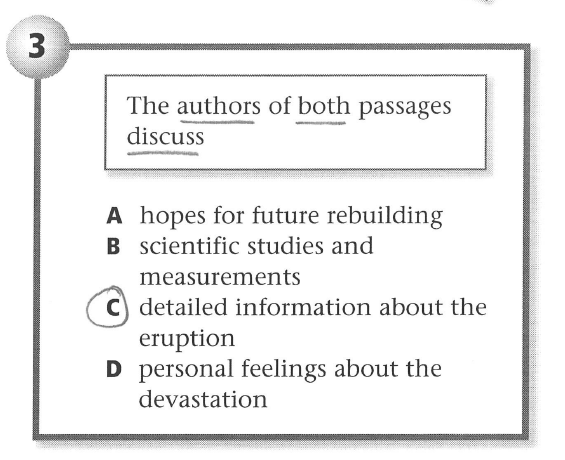 3
The authors of both passages
discuss
A hopes for future rebuilding
B scientific studies and
measurements
C detailed information about the
eruption
D personal feelings about the
devastation